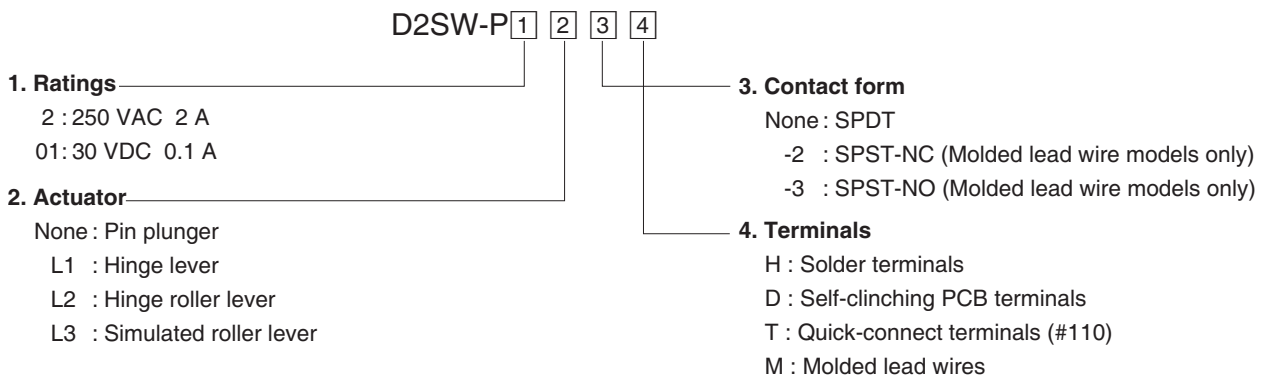 D2SW-P1 2 3 4
1. Ratings
2 : 250 VAC 2 A
01: 30 VDC 0.1 A
2. Actuator
None : Pin plunger
L1 : Hinge lever
L2 : Hinge roller lever
L3 : Simulated roller lever
3. Contact form
None : SPDT
-2 : SPST-NC (Molded lead wire models only)
-3 : SPST-NO (Molded lead wire models only)
4. Terminals
H : Solder terminals
D : Self-clinching PCB terminals
T : Quick-connect terminals (#110)
M : Molded lead wires